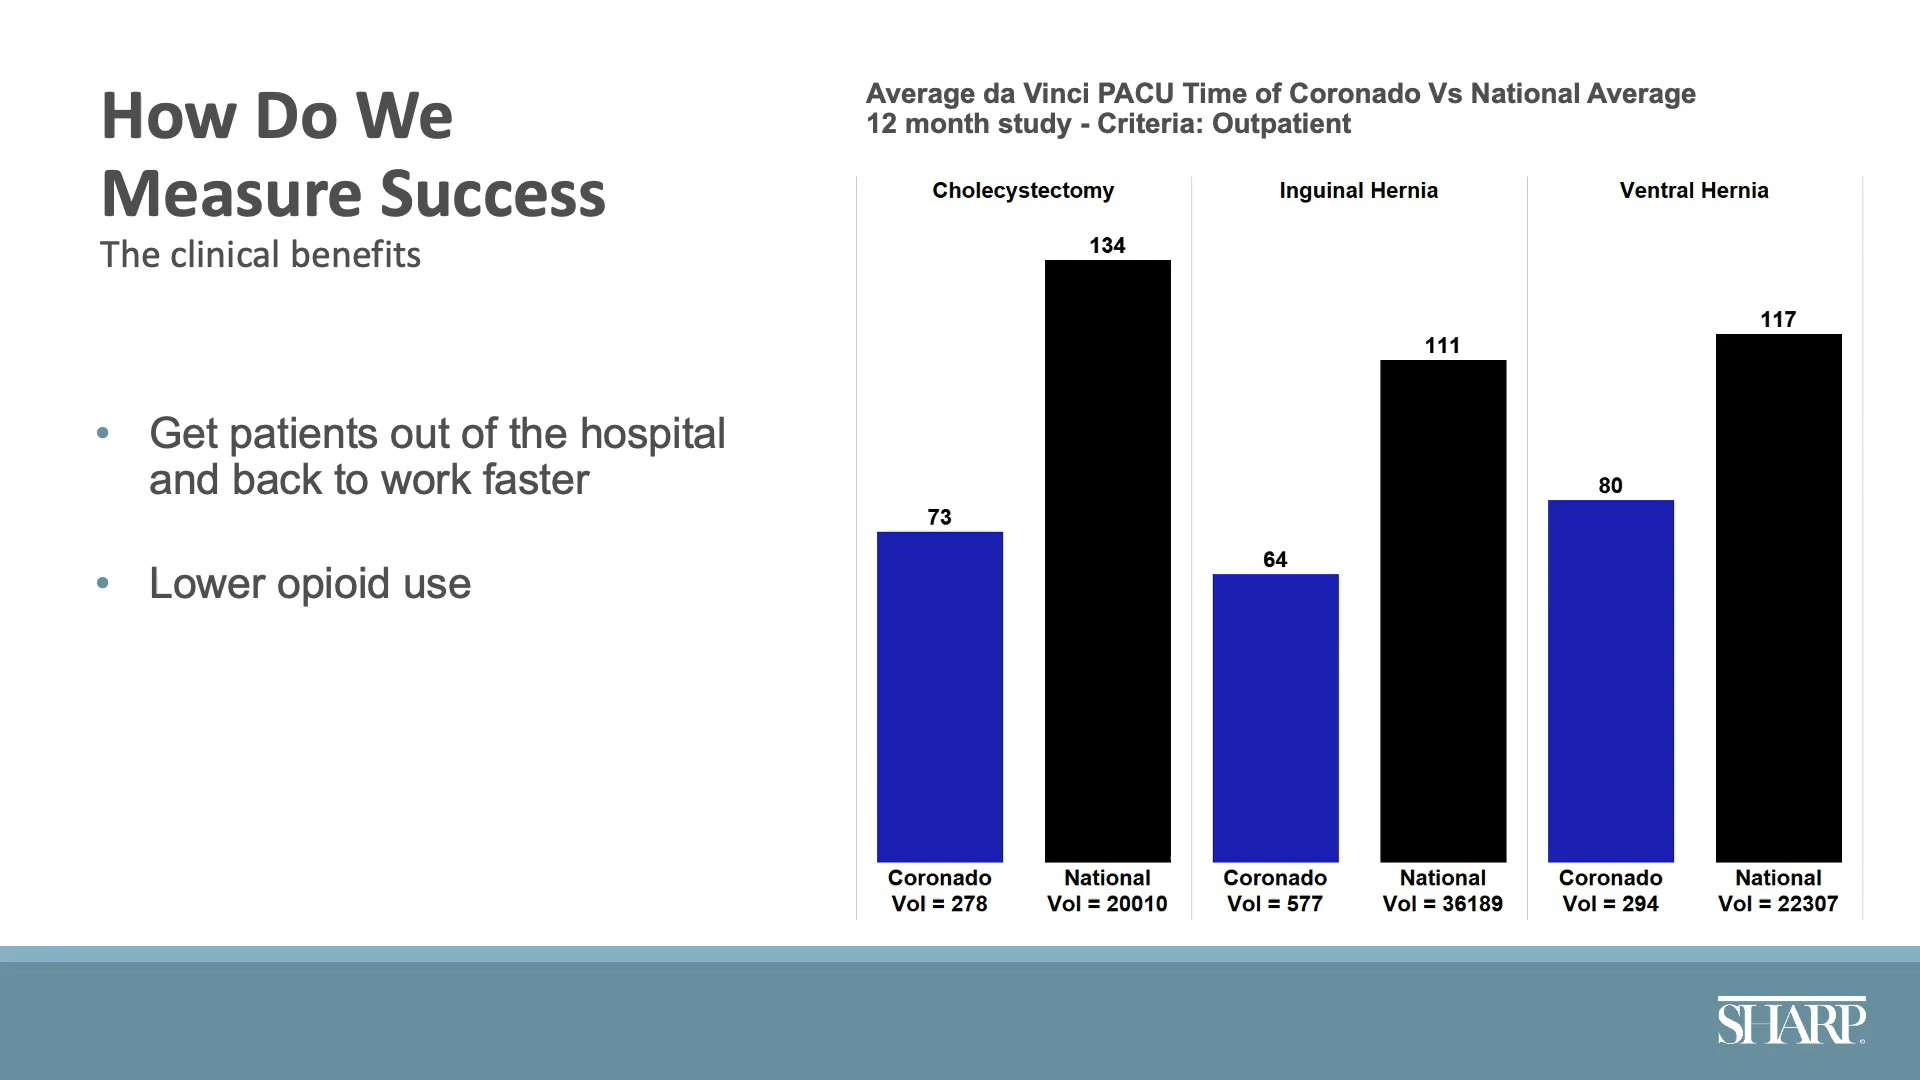 How Do We
Measure Success
The clinical benefits
• Get patients out of the hospital
and back to work faster
• Lower opioid use
Average da Vinci PACU Time of Coronado Vs National Average
12 month study - Criteria: Outpatient
Cholecystectomy
134
73
Coronado
Vol = 278
National
Vol = 20010
Inguinal Hernia
111
64
Coronado
Vol = 577
National
Vol = 36189
Ventral Hernia
117
80
Coronado
Vol = 294
National
Vol = 22307
SHARP